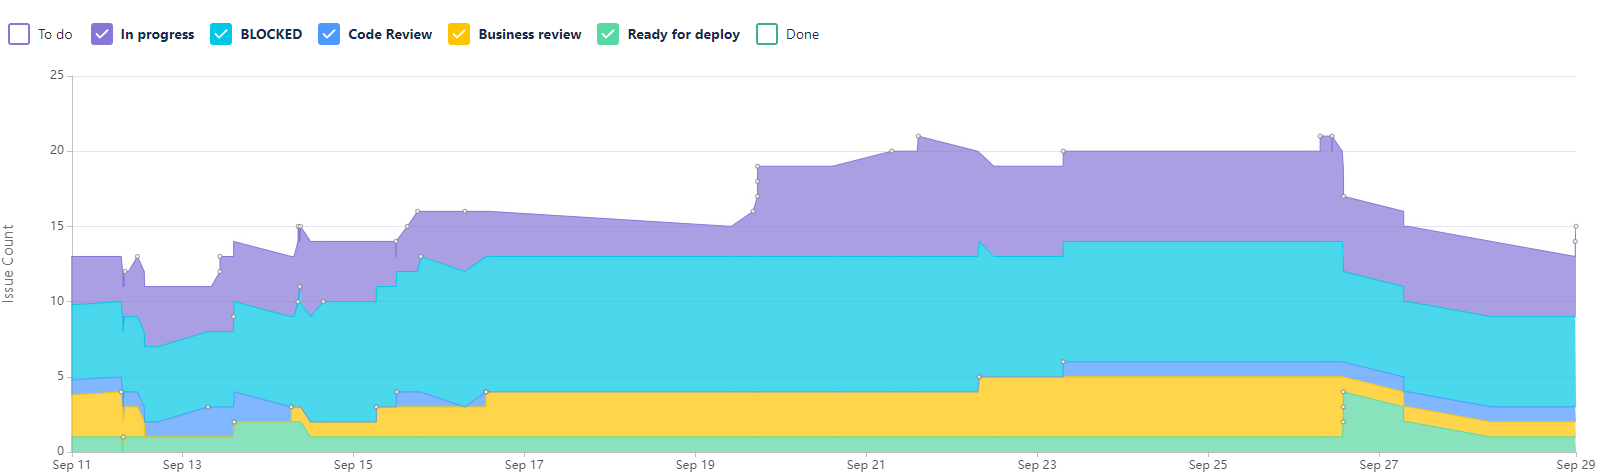 To do In progress BLOCKED Code Review Business review Ready for deploy Done
25
20
15
10
5
0
Issue Count
Sep 11 Sep 13 Sep 15 Sep 17 Sep 19 Sep 21 Sep 23 Sep 25 Sep 27 Sep 29